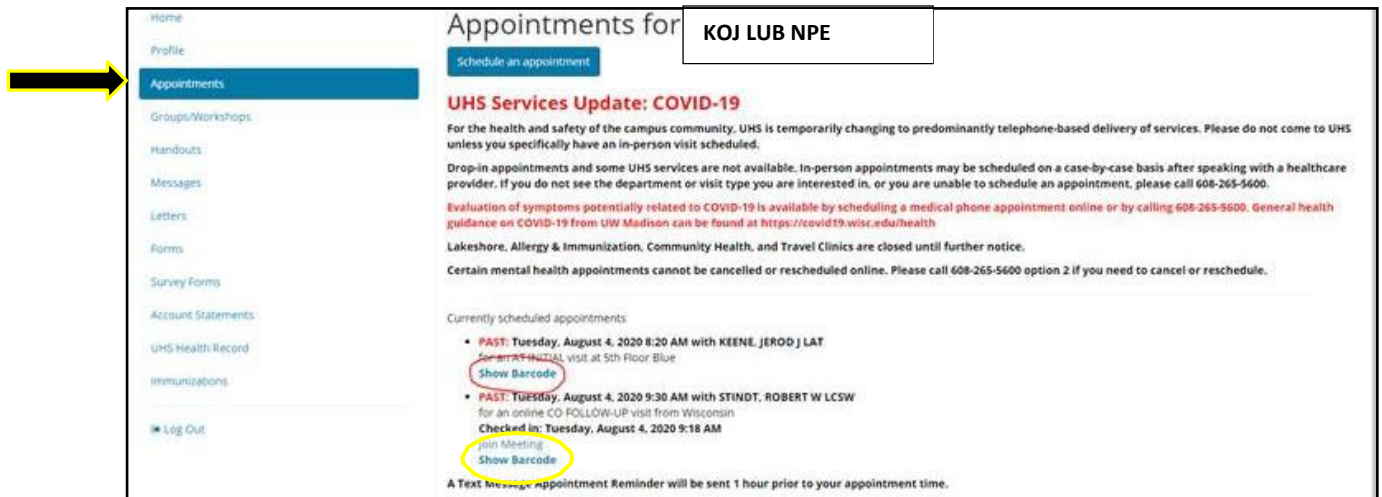 Home
Profile
Appointments
Groups/Workshops
Handouts
Messages
Letters
Forms
Survey Forms
Account Statements
UHS Health Record
Immunizations
Log Out
Appointments for KOJ LUB NPE
Schedule an appointment
UHS Services Update: COVID-19
For the health and safety of the campus community, UHS is temporarily changing to predominantly telephone-based delivery of services. Please do not come to UHS
unless you specifically have an in-person visit scheduled.
Drop-in appointments and some UHS services are not available. In-person appointments may be scheduled on a case-by-case basis after speaking with a healthcare
provider. If you do not see the department or visit type you are interested in, or you are unable to schedule an appointment, please call 608-265-5600.
Evaluation of symptoms potentially related to COVID-19 is available by scheduling a medical phone appointment online or by calling 608-265-5600. General health
guidance on COVID-19 from UW Madison can be found at https://covid19.wisc.edu/health
Lakeshore, Allergy & Immunization, Community Health, and Travel Clinics are closed until further notice.
Certain mental health appointments cannot be cancelled or rescheduled online. Please call 608-265-5600 option 2 if you need to cancel or reschedule.
Currently scheduled appointments
• PAST: Tuesday, August 4, 2020 8:20 AM with KEENE, JEROD J LAT
for an AT INITIAL visit at 5th Floor Blue
Show Barcode
• PAST: Tuesday, August 4, 2020 9:30 AM with STINDT, ROBERT W LCSW
for an online CO FOLLOW-UP visit from Wisconsin
Checked in: Tuesday, August 4, 2020 9:18 AM
Join Meeting
Show Barcode
A Text Message Appointment Reminder will be sent 1 hour prior to your appointment time.